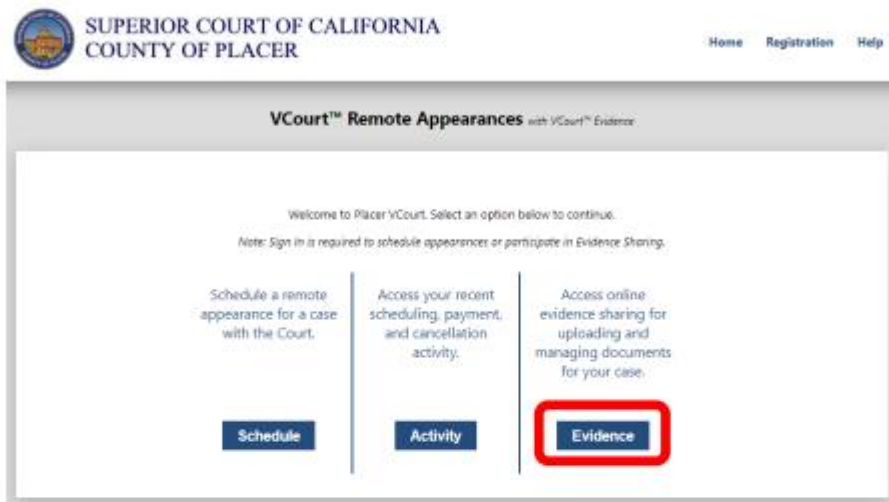 SUPERIOR COURT OF CALIFORNIA
COUNTY OF PLACER
Home Registration Help
VCourt™ Remote Appearances with VCourt™ Evidence
Welcome to Placer VCourt. Select an option below to continue.
Note: Sign in is required to schedule appearances or participate in Evidence Sharing.
Schedule a remote
appearance for a case
with the Court.
Schedule
Access your recent
scheduling, payment,
and cancellation
activity.
Activity
Access online
evidence sharing for
uploading and
managing documents
for your case.
Evidence